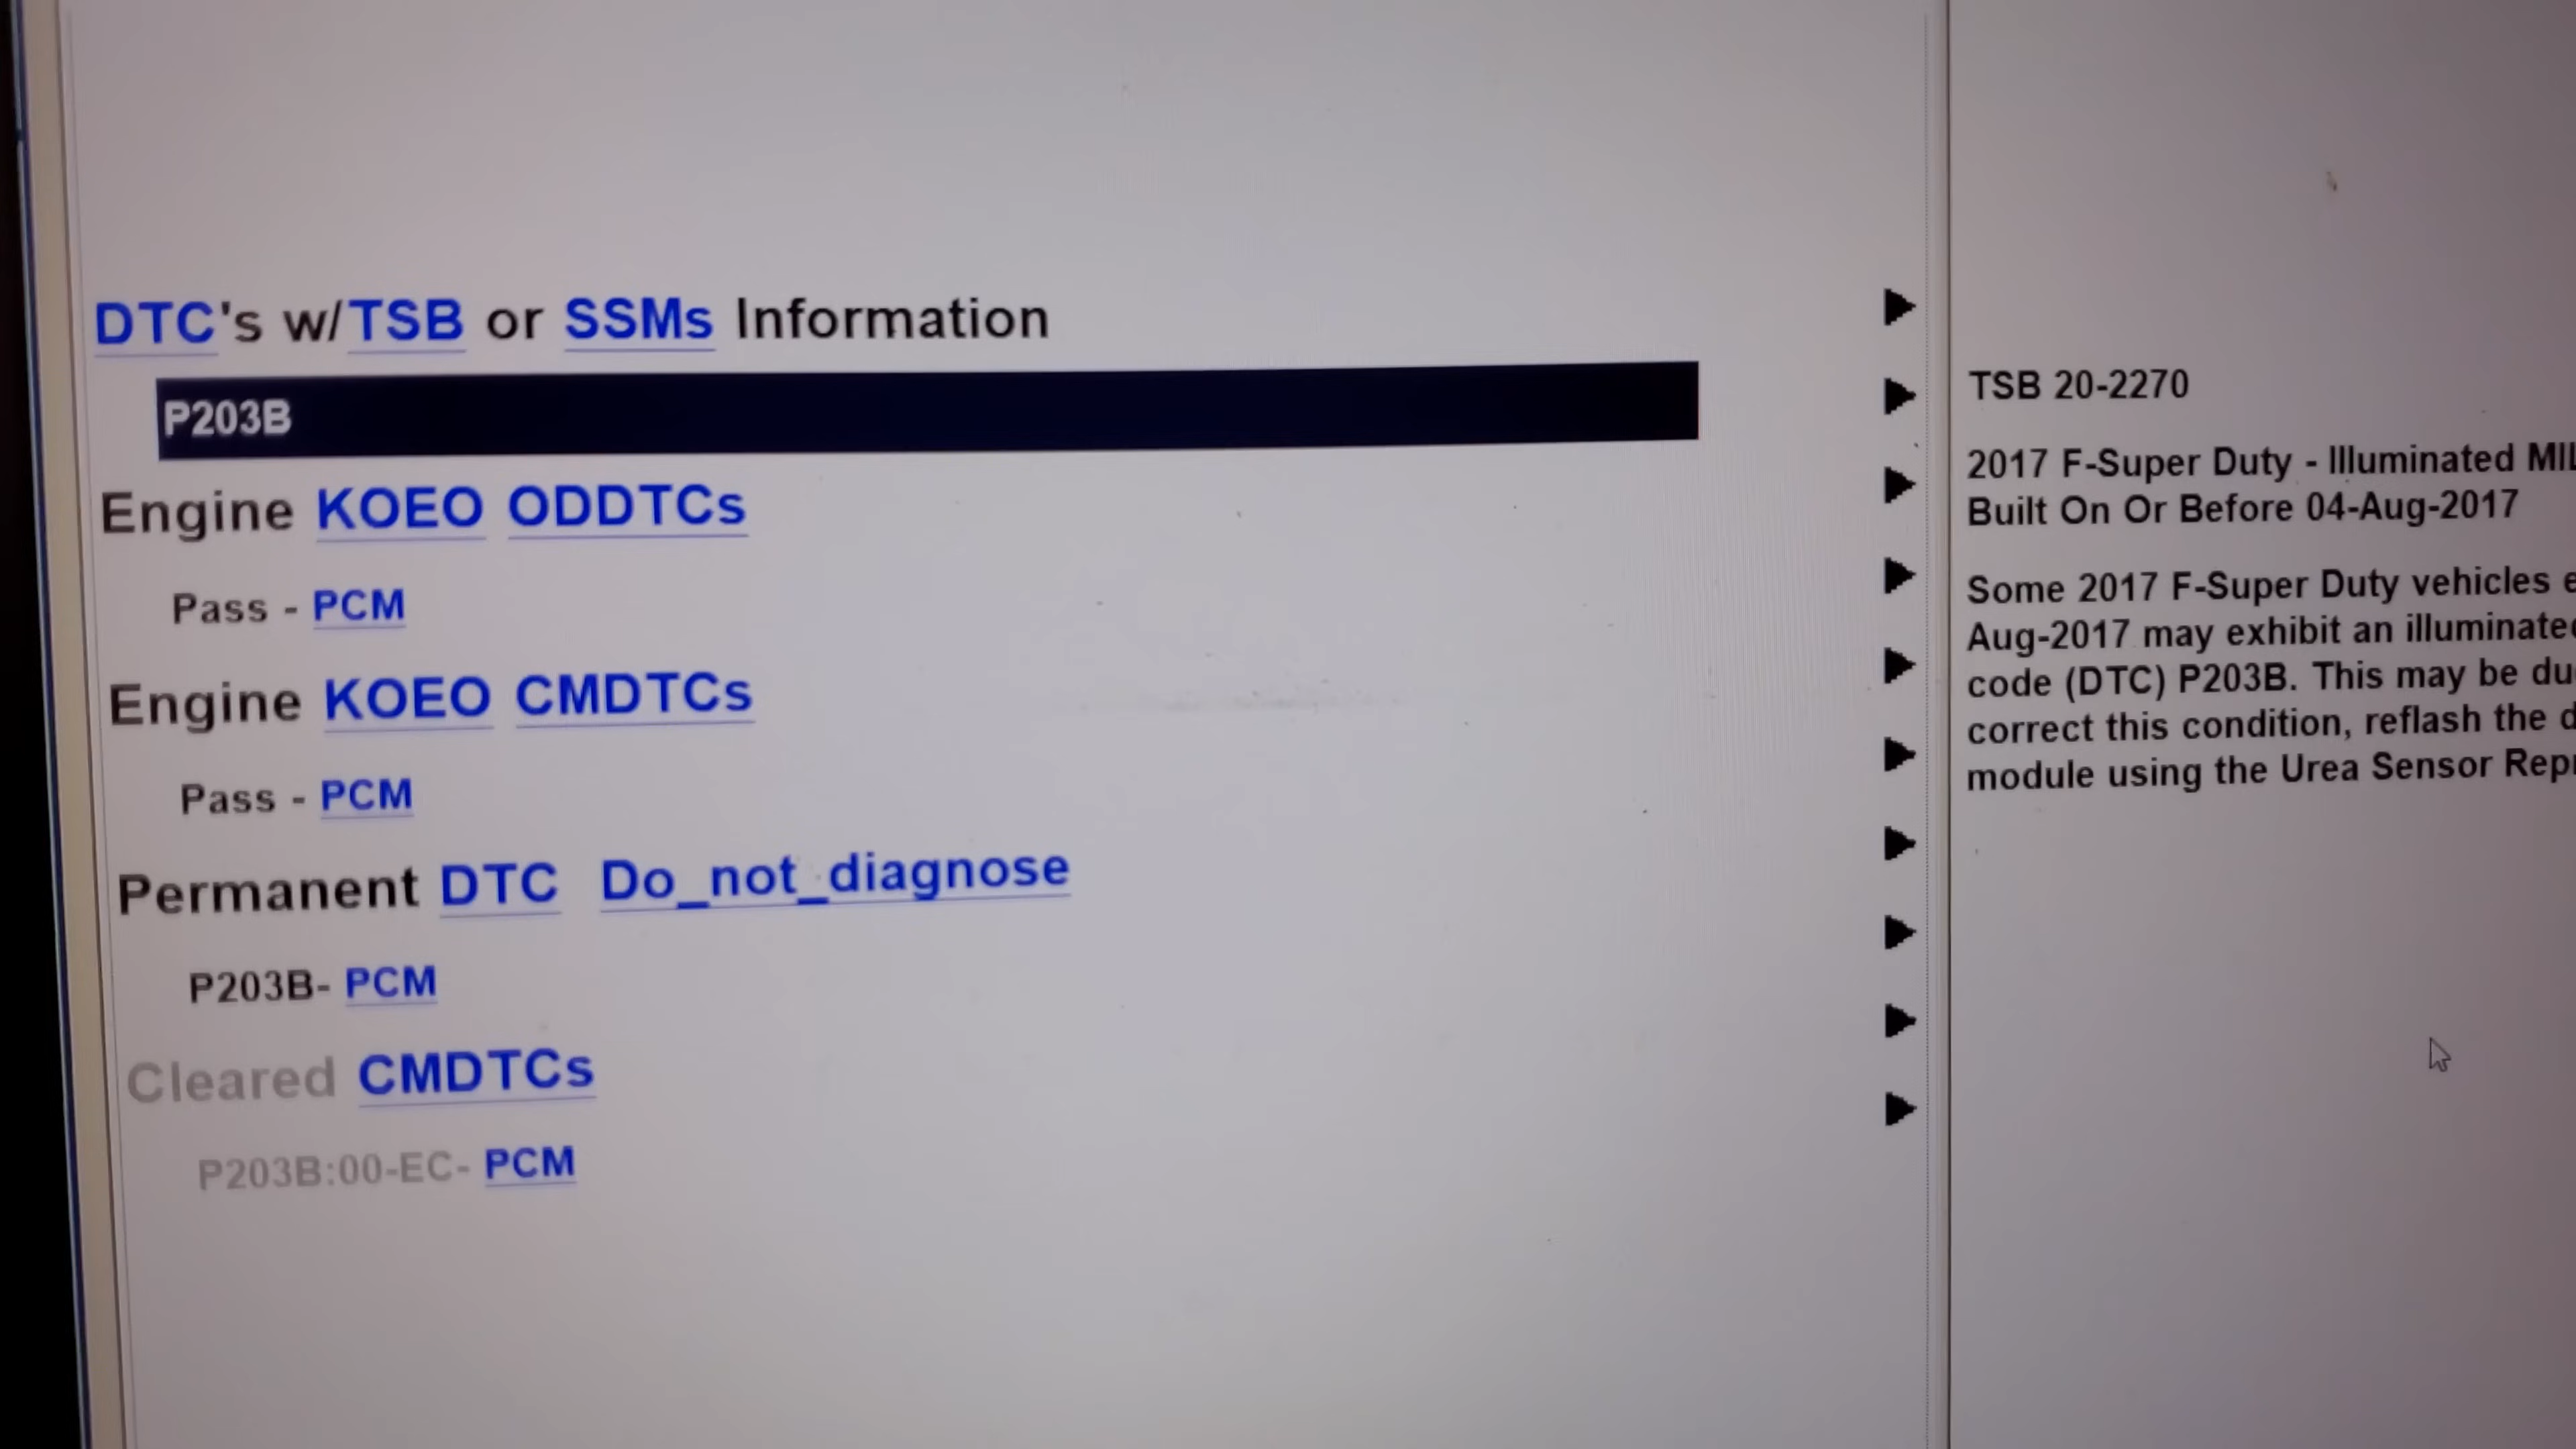 DTC's w/TSB or SSMs Information
P203B
Engine KOEO ODDTCs
Pass - PCM
Engine KOEO CMDTCs
Pass - PCM
Permanent DTC Do_not_diagnose
P203B- PCM
Cleared CMDTCs
P203B:00-EC- PCM
TSB 20-2270
2017 F-Super Duty - Illuminated MIL
Built On Or Before 04-Aug-2017
Some 2017 F-Super Duty vehicles
Aug-2017 may exhibit an
code (DTC) P203B. This may be
correct this condition, reflash the
module using the Urea Sensor